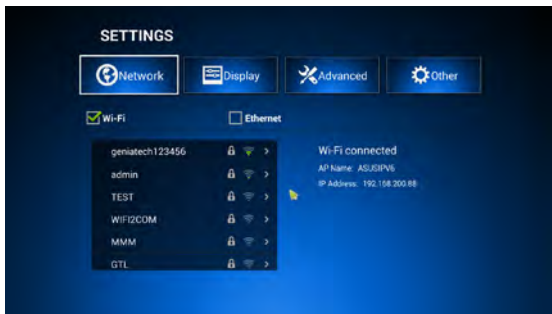 SETTINGS
Network
Display
Advanced
Other
Wi-Fi
Ethernet
geniatech123456
admin
TEST
WIFI2COM
MMM
GTL
Wi-Fi connected
AP Name: ASUSIPV6
IP Address: 192.168.200.88